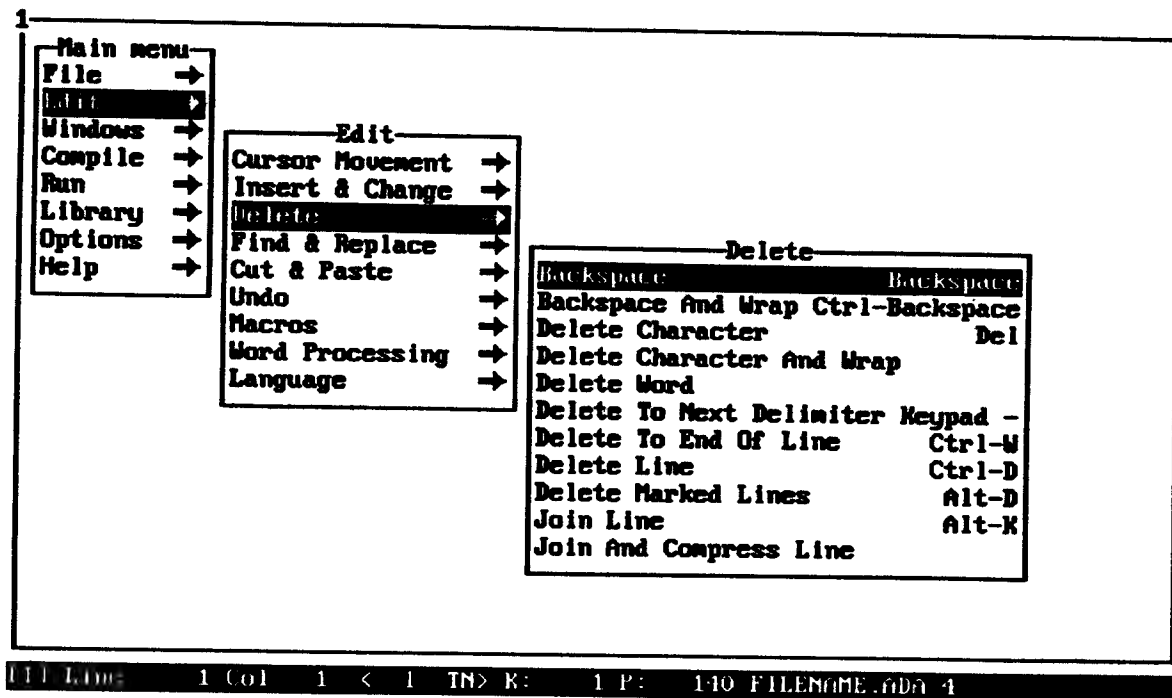 1
Main menu
File →
Edit →
Windows →
Compile →
Run →
Library →
Options →
Help →
Edit
Cursor Movement →
Insert & Change →
Delete →
Find & Replace →
Cut & Paste →
Undo →
Macros →
Word Processing →
Language →
Delete
Backspace Backspace
Backspace And Wrap Ctrl-Backspace
Delete Character Del
Delete Character And Wrap
Delete Word
Delete To Next Delimiter Keypad -
Delete To End Of Line Ctrl-W
Delete Line Ctrl-D
Delete Marked Lines Alt-D
Join Line Alt-K
Join And Compress Line
Line 1 Col 1 < 1 K: 1 P: 140 FILENAME.ADA 4